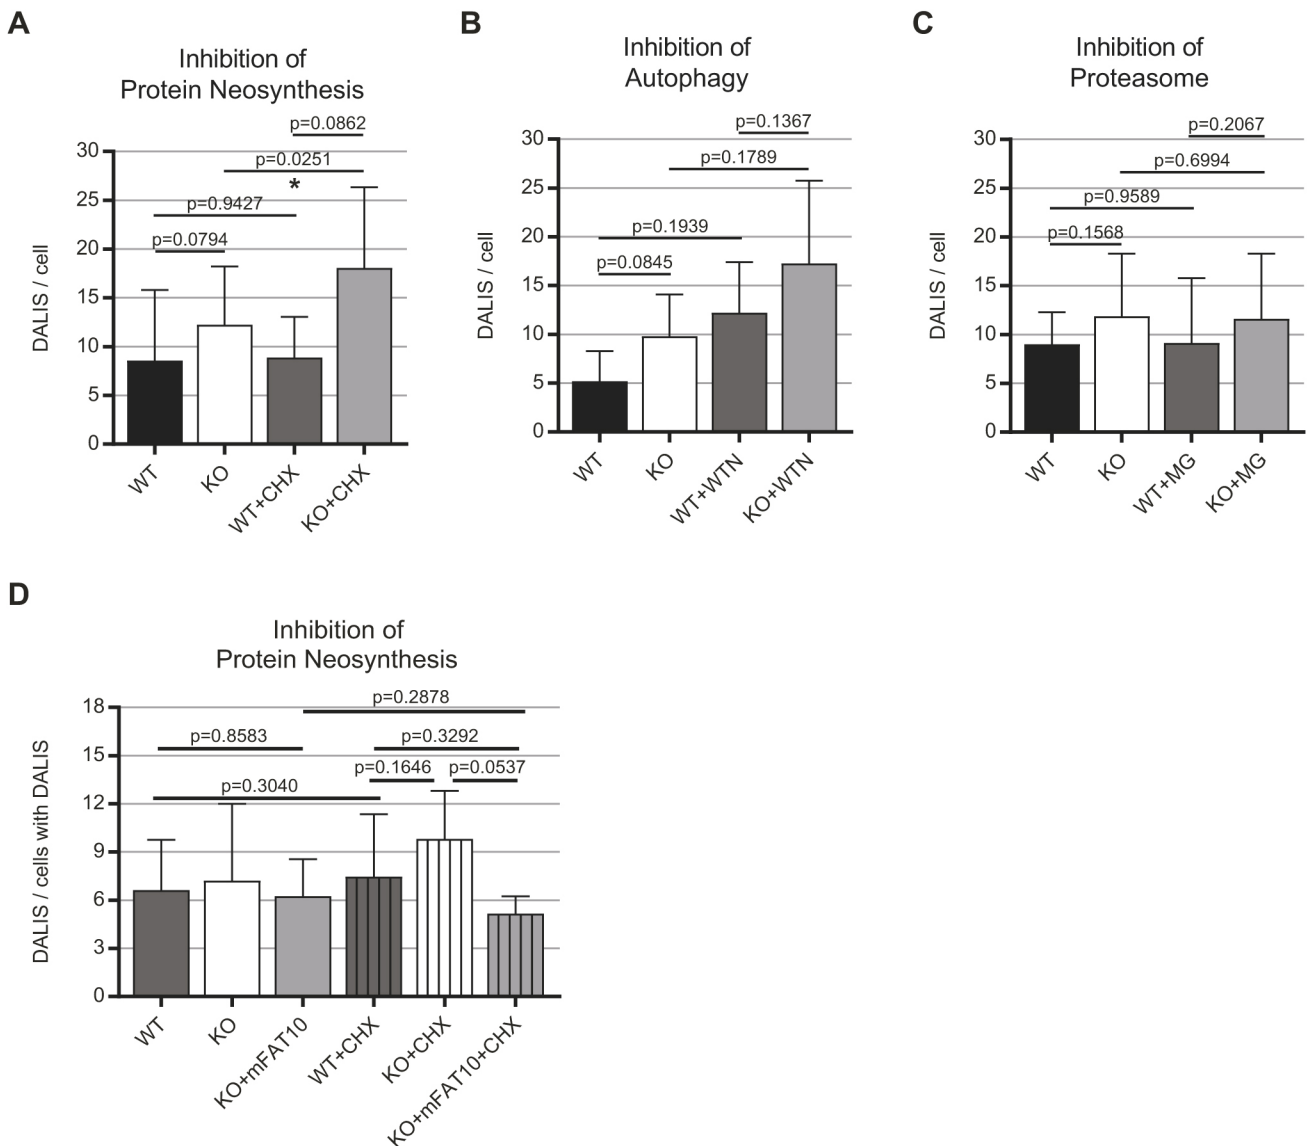 A
Inhibition of
Protein Neosynthesis
p=0.0862
p=0.0251
*
p=0.9427
p=0.0794
30
25
20
15
10
5
0
DALIS / cell
WT
KO
WT+CHX
KO+CHX
B
Inhibition of
Autophagy
p=0.1367
p=0.1789
p=0.1939
p=0.0845
30
25
20
15
10
5
0
DALIS / cell
WT
KO
WT+WTN
KO+WTN
C
Inhibition of
Proteasome
p=0.2067
p=0.6994
p=0.9589
p=0.1568
30
25
20
15
10
5
0
DALIS / cell
WT
KO
WT+MG
KO+MG
D
Inhibition of
Protein Neosynthesis
p=0.2878
p=0.8583
p=0.3292
p=0.1646
p=0.0537
p=0.3040
18
15
12
9
6
3
0
DALIS / cells with DALIS
WT
KO
KO+mFAT10
WT+CHX
KO+CHX
KO+mFAT10+CHX